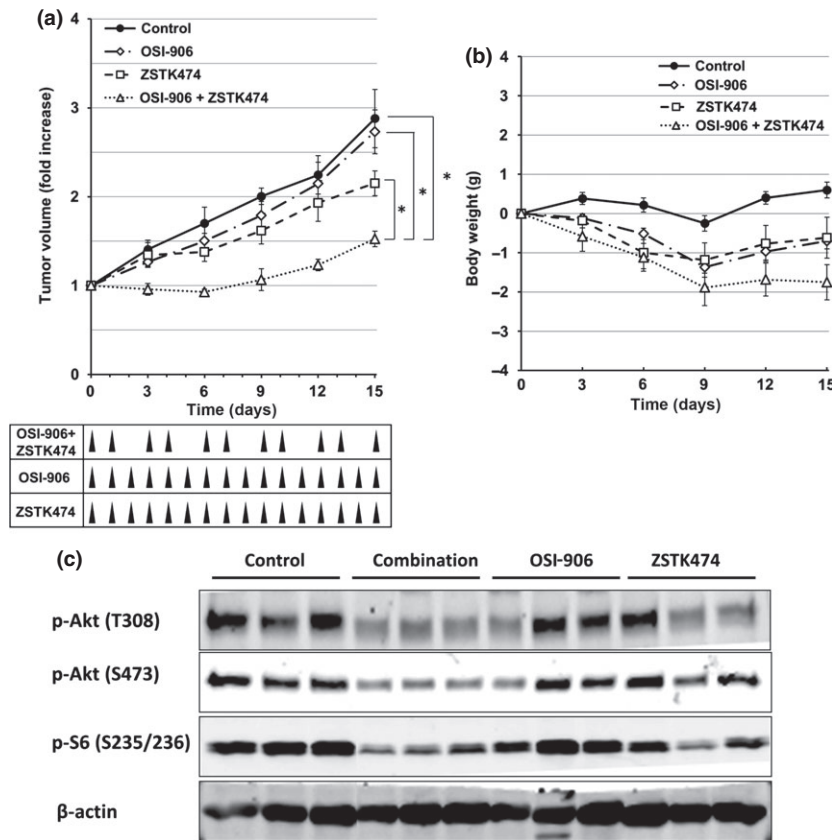 (a)
Control
OSI-906
ZSTK474
OSI-906 + ZSTK474
Tumor volume (fold increase)
4
3
2
1
0
*
*
*
0 3 6 9 12 15
Time (days)
OSI-906+
ZSTK474
OSI-906
ZSTK474
(b)
Control
OSI-906
ZSTK474
OSI-906 + ZSTK474
Body weight (g)
4
3
2
1
0
–1
–2
–3
–4
0 3 6 9 12 15
Time (days)
(c)
Control Combination OSI-906 ZSTK474
p-Akt (T308)
p-Akt (S473)
p-S6 (S235/236)
β-actin